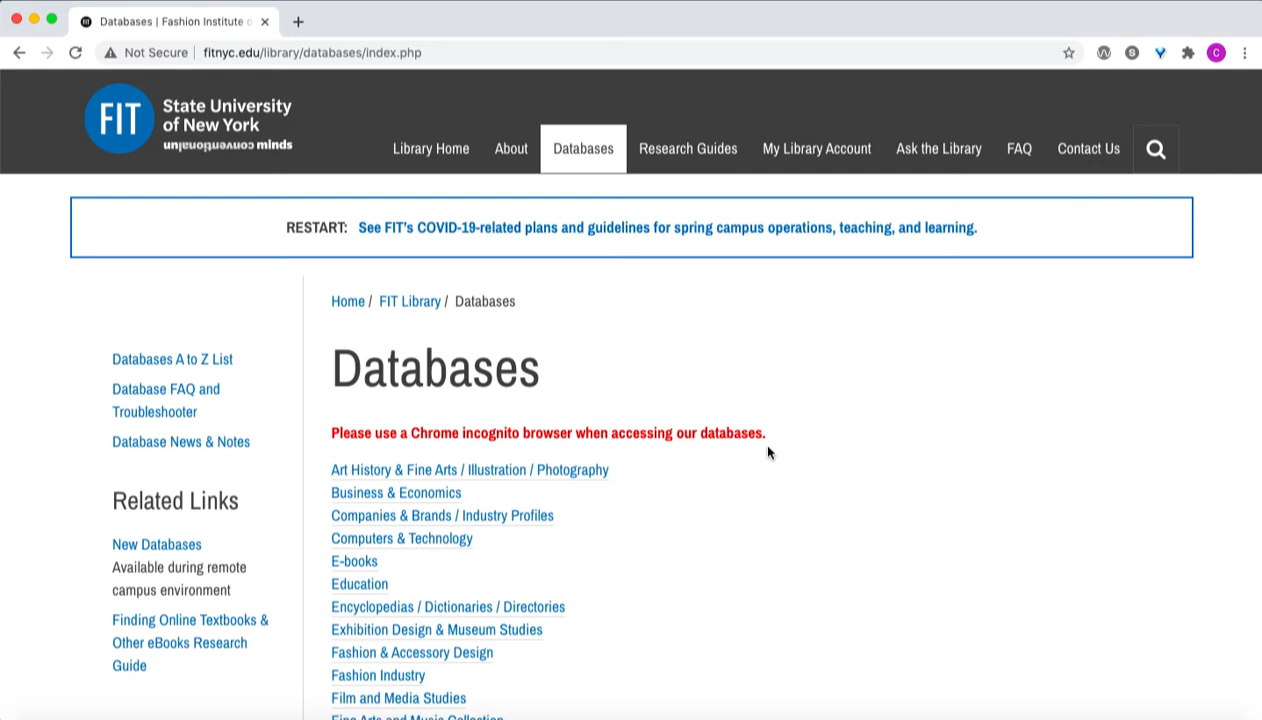 Databases | Fashion Institute o
Not Secure | fitnyc.edu/library/databases/index.php
C
FIT
State University
of New York
unconventional minds
Library Home
About
Databases
Research Guides
My Library Account
Ask the Library
FAQ
Contact Us
RESTART: See FIT's COVID-19-related plans and guidelines for spring campus operations, teaching, and learning.
Home / FIT Library / Databases
Databases A to Z List
Database FAQ and
Troubleshooter
Database News & Notes
Related Links
New Databases
Available during remote
campus environment
Finding Online Textbooks &
Other eBooks Research
Guide
Databases
Please use a Chrome incognito browser when accessing our databases.
Art History & Fine Arts / Illustration / Photography
Business & Economics
Companies & Brands / Industry Profiles
Computers & Technology
E-books
Education
Encyclopedias / Dictionaries / Directories
Exhibition Design & Museum Studies
Fashion & Accessory Design
Fashion Industry
Film and Media Studies
Fine Arts and Music Collection